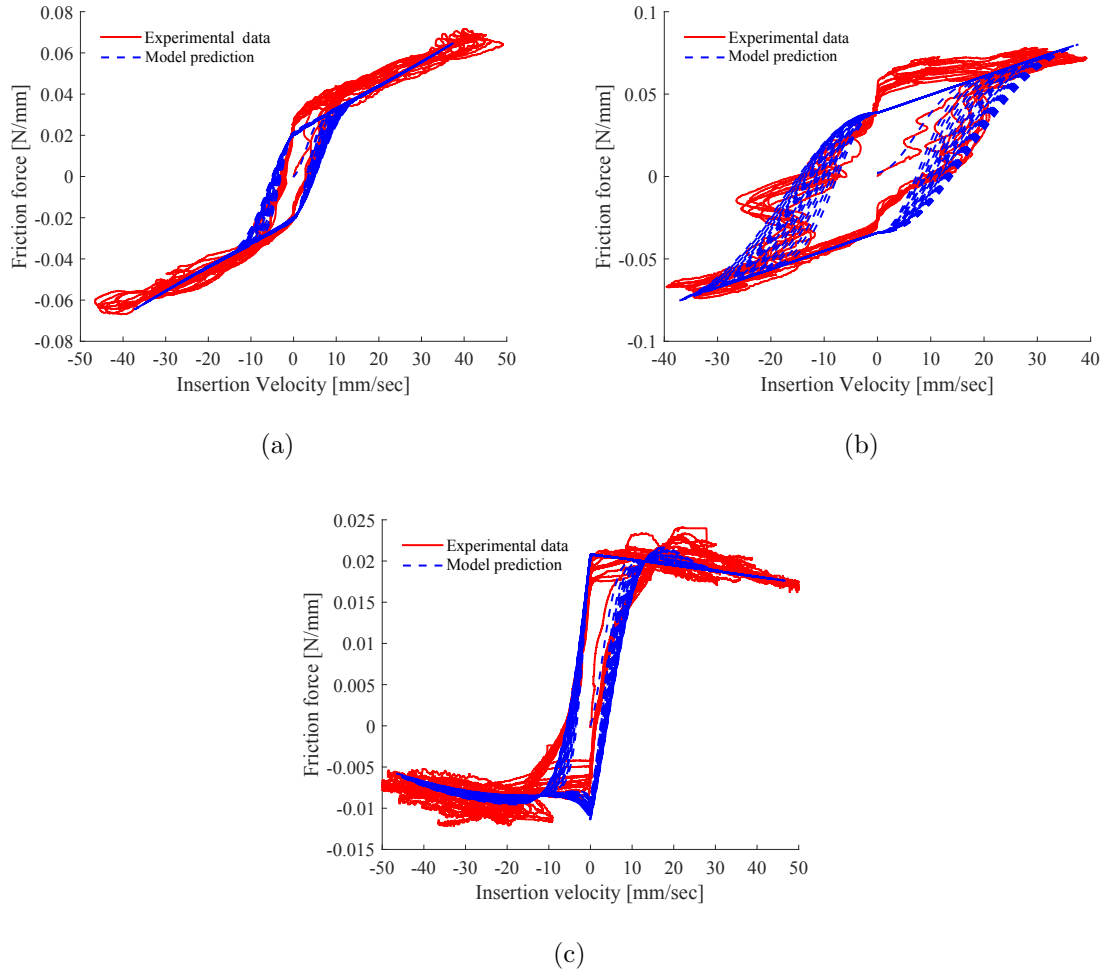 0.08
0.06
0.04
0.02
0
-0.02
-0.04
-0.06
-0.08
Friction force [N/mm]
Experimental data
Model prediction
-50 -40 -30 -20 -10 0 10 20 30 40 50
Insertion Velocity [mm/sec]
(a)
0.1
0.05
0
-0.05
-0.1
Friction force [N/mm]
Experimental data
Model prediction
-40 -30 -20 -10 0 10 20 30 40
Insertion Velocity [mm/sec]
(b)
0.025
0.02
0.015
0.01
0.005
0
-0.005
-0.01
-0.015
Friction force [N/mm]
Experimental data
Model prediction
-50 -40 -30 -20 -10 0 10 20 30 40 50
Insertion velocity [mm/sec]
(c)